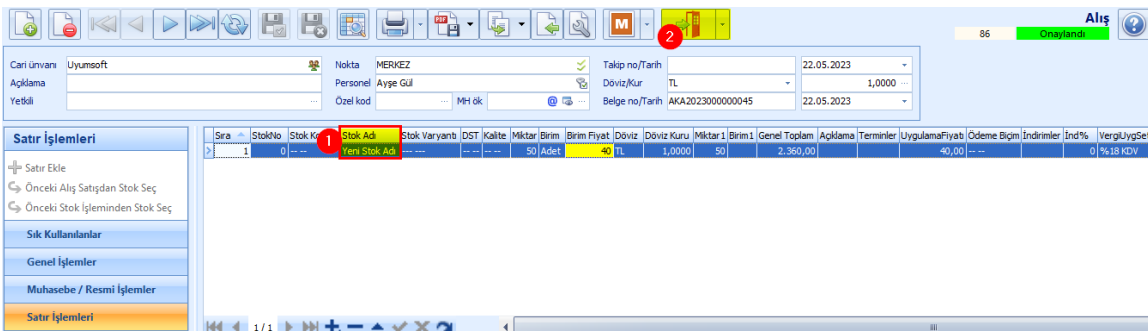 PDF
M
2
Alış
86 Onaylandı
Cari ünvanı Uyumsoft Nokta MERKEZ Takip no/Tarih 22.05.2023
Açıklama Personel Ayşe Gül Döviz/Kur TL 1,0000 ...
Yetkili ... Özel kod ... MH ök @ ... Belge no/Tarih AKA2023000000045 22.05.2023
Satır İşlemleri
Satır Ekle
Önceki Alış Satışdan Stok Seç
Önceki Stok İşleminden Stok Seç
Sık Kullanılanlar
Genel İşlemler
Muhasebe / Resmi İşlemler
Satır İşlemleri
1
Sıra StokNo Stok Stok Adı Stok Varyantı DST Kalite Miktar Birim Birim Fiyat Döviz Döviz Kuru Miktar1 Birim1 Genel Toplam Açıklama Terminler UygulamaFiyatı Ödeme Biçim İndirimler İnd% VergiUygSe
1 0 -- -- Yeni Stok Adı --- --- -- -- -- -- 50 Adet 40 TL 1,0000 50 2.360,00 40,00 -- -- 0 %18 KDV
1/1